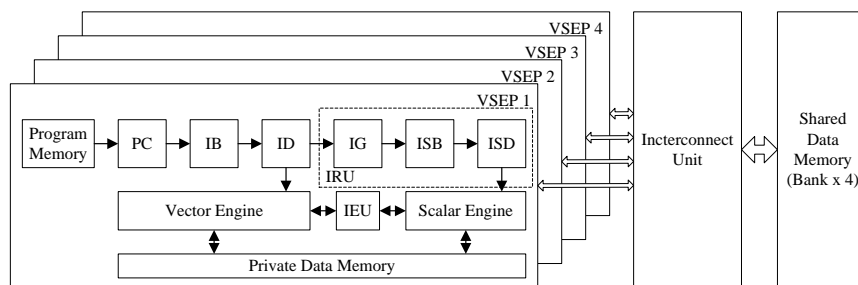 VSEP 4
VSEP 3
VSEP 2
VSEP 1
Program
Memory
PC
IB
ID
IG
ISB
ISD
IRU
Vector Engine
IEU
Scalar Engine
Private Data Memory
Incterconnect
Unit
Shared
Data
Memory
(Bank x 4)